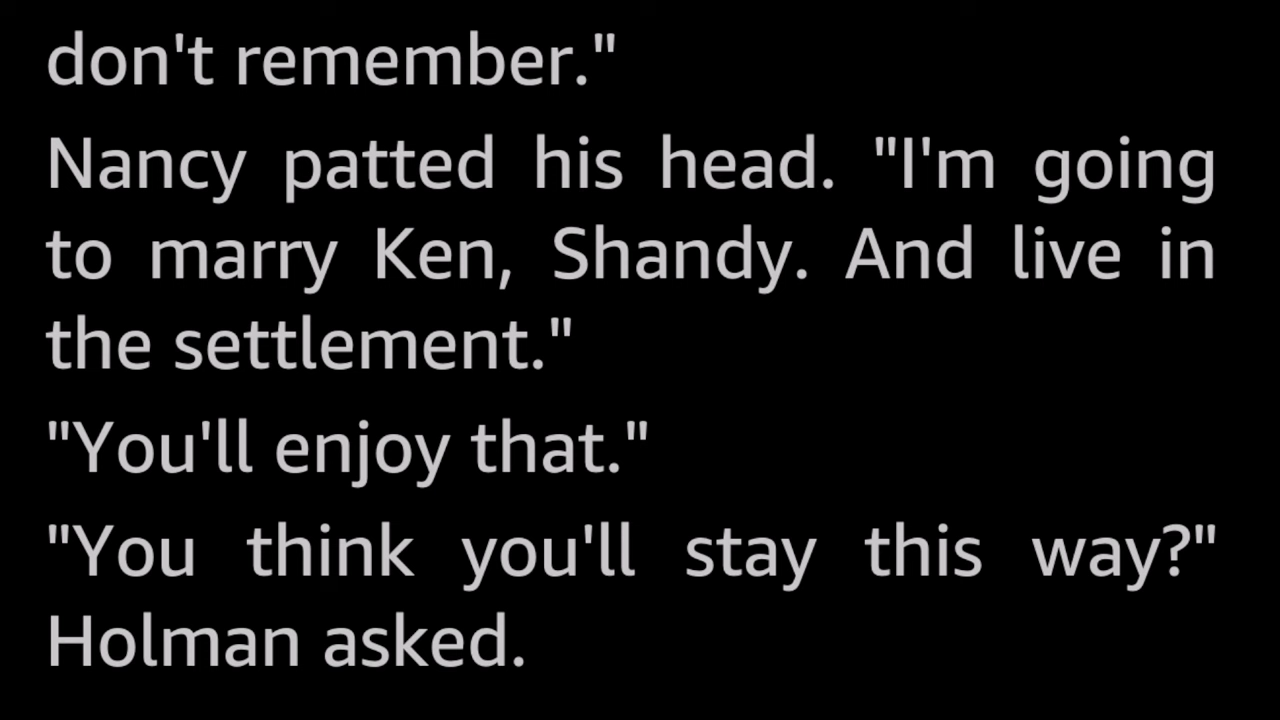 don't remember."
Nancy patted his head. "I'm going
to marry Ken, Shandy. And live in
the settlement."
"You'll enjoy that."
"You think you'll stay this way?"
Holman asked.